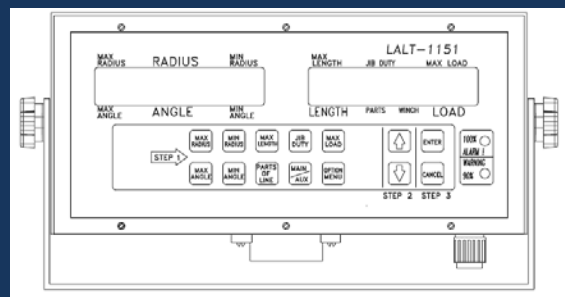 LALT-1151
MAX RADIUS RADIUS MIN RADIUS
MAX LENGTH JIB DUTY MAX LOAD
MAX ANGLE ANGLE MIN ANGLE
LENGTH PARTS WINCH LOAD
STEP 1
MAX RADIUS
MIN RADIUS
MAX LENGTH
JIB DUTY
MAX LOAD
MAX ANGLE
MIN ANGLE
PARTS OF LINE
MAIN/AUX
OPTION MENU
ENTER
CANCEL
STEP 2 STEP 3
100%
ALARM !
WARNING
90%